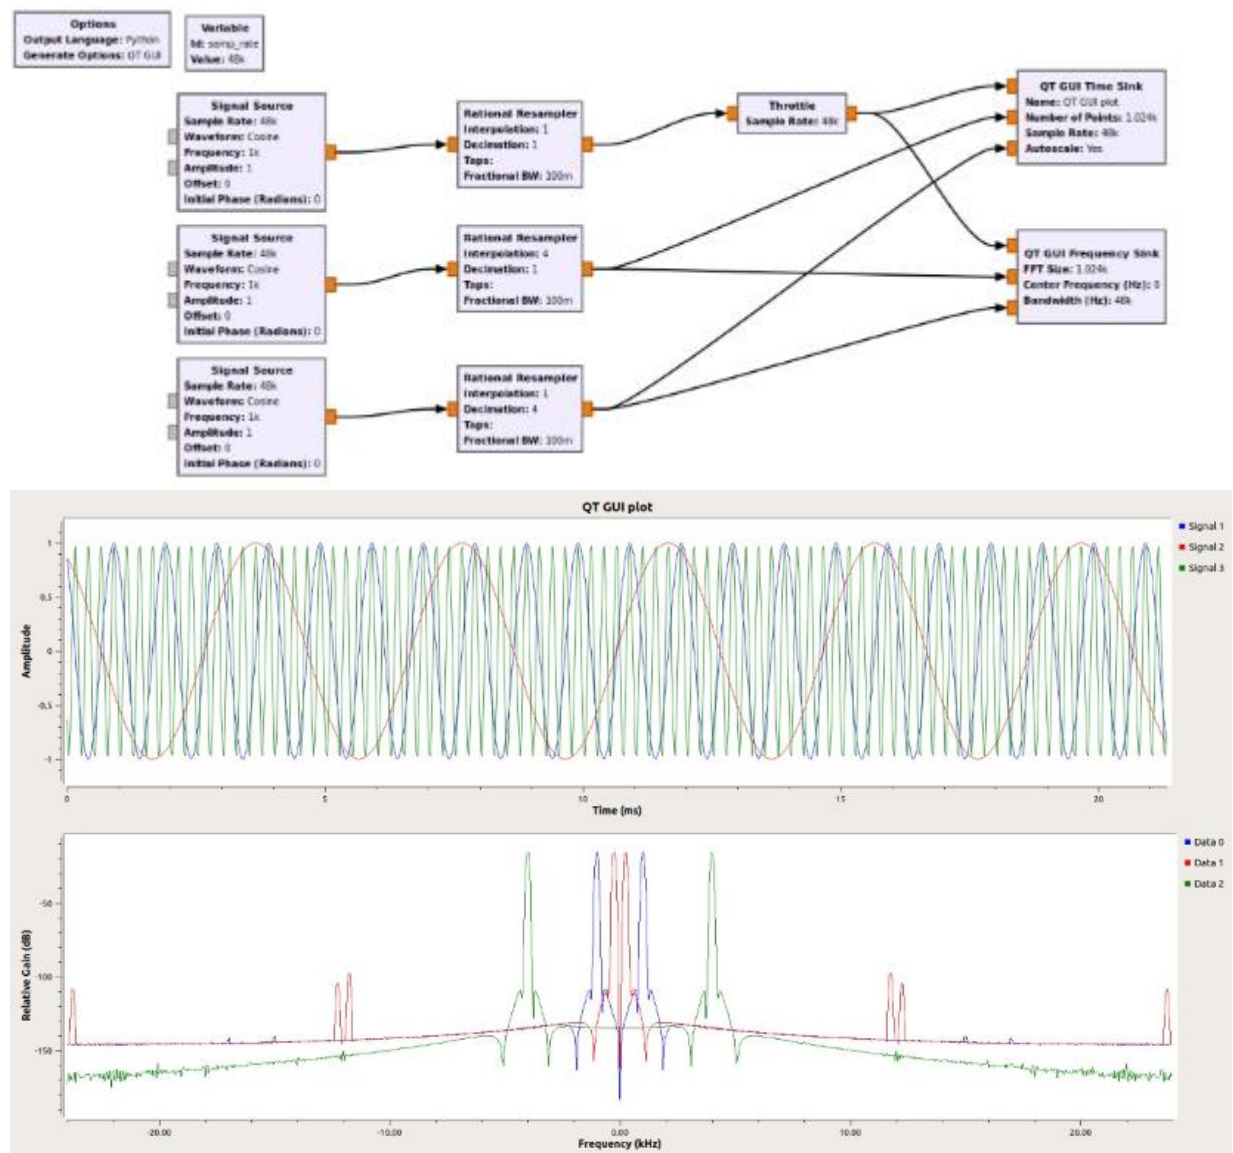 Options
Output Language: Python
Generate Options: QT GUI
Variable
Id: samp_rate
Value: 48k
Signal Source
Sample Rate: 48k
Waveform: Cosine
Frequency: 1k
Amplitude: 1
Offset: 0
Initial Phase (Radians): 0
Rational Resampler
Interpolation: 1
Decimation: 1
Taps:
Fractional BW: 300m
Throttle
Sample Rate: 48k
QT GUI Time Sink
Name: QT GUI plot
Number of Points: 1.024k
Sample Rate: 48k
Autoscale: Yes
Signal Source
Sample Rate: 48k
Waveform: Cosine
Frequency: 1k
Amplitude: 1
Offset: 0
Initial Phase (Radians): 0
Rational Resampler
Interpolation: 4
Decimation: 1
Taps:
Fractional BW: 300m
QT GUI Frequency Sink
FFT Size: 1.024k
Center Frequency (Hz): 0
Bandwidth (Hz): 48k
Signal Source
Sample Rate: 48k
Waveform: Cosine
Frequency: 1k
Amplitude: 1
Offset: 0
Initial Phase (Radians): 0
Rational Resampler
Interpolation: 1
Decimation: 4
Taps:
Fractional BW: 300m
QT GUI plot
Signal 1
Signal 2
Signal 3
Amplitude
1
0.5
0
-0.5
-1
0 5 10 15 20
Time (ms)
Data 0
Data 1
Data 2
Relative Gain (dB)
-50
-100
-150
-20.00 -10.00 0.00 10.00 20.00
Frequency (kHz)